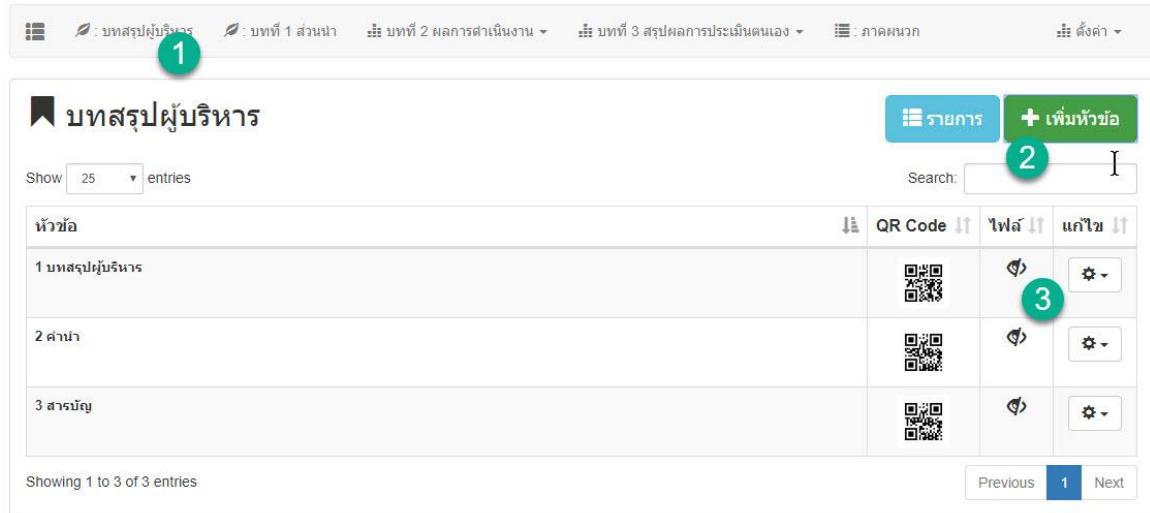 : บทสรุปผู้บริหาร : บทที่ 1 ส่วนนำ บทที่ 2 ผลการดำเนินงาน บทที่ 3 สรุปผลการประเมินตนเอง : ภาคผนวก ตั้งค่า
1
บทสรุปผู้บริหาร รายการ เพิ่มหัวข้อ
2
Show 25 entries Search:
หัวข้อ QR Code ไฟล์ แก้ไข
1 บทสรุปผู้บริหาร
3
2 คำนำ
3 สารบัญ
Showing 1 to 3 of 3 entries Previous 1 Next